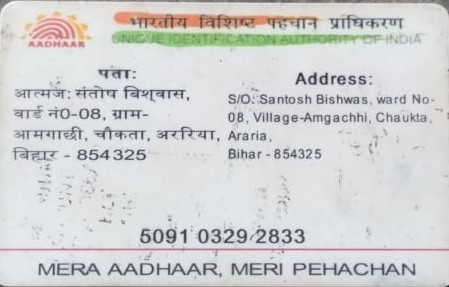 भारतीय विशिष्ट पहचान प्राधिकरण
AADHAAR
UNIQUE IDENTIFICATION AUTHORITY OF INDIA
पता:
आत्मज: संतोष बिश्वास,
वार्ड नं0-08, ग्राम-
आमगाछी, चौकता, अररिया,
बिहार - 854325
Address:
S/O: Santosh Bishwas, ward No-
08, Village-Amgachhi, Chaukta,
Araria,
Bihar - 854325
5091 0329 2833
MERA AADHAAR, MERI PEHACHAN